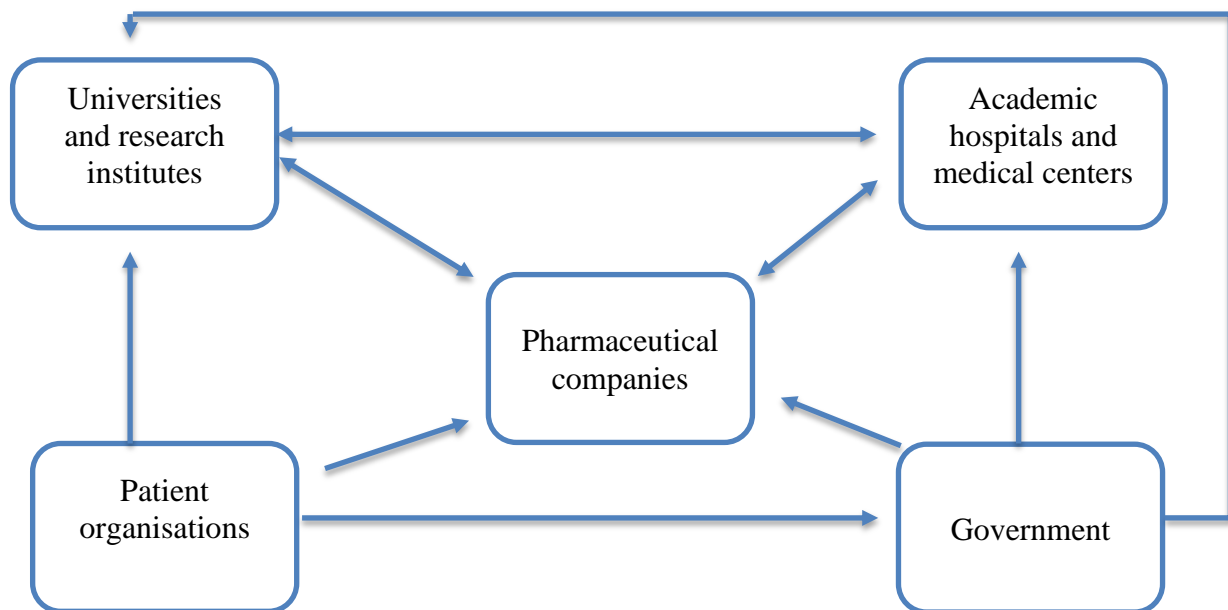 Universities
and research
institutes
Academic
hospitals and
medical centers
Pharmaceutical
companies
Patient
organisations
Government